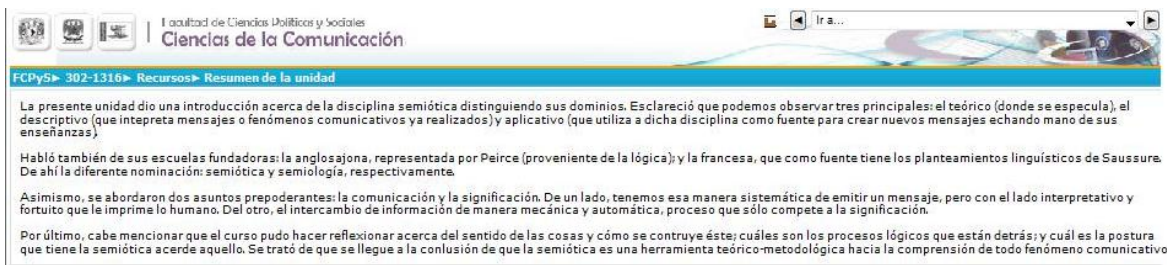 Facultad de Ciencias Políticas y Sociales
Ciencias de la Comunicación
Ir a...
FCPyS► 302-1316► Recursos► Resumen de la unidad
La presente unidad dio una introducción acerca de la disciplina semiótica distinguiendo sus dominios. Esclareció que podemos observar tres principales: el teórico (donde se especula), el
descriptivo (que intepreta mensajes o fenómenos comunicativos ya realizados) y aplicativo (que utiliza a dicha disciplina como fuente para crear nuevos mensajes echando mano de sus
enseñanzas).
Habló también de sus escuelas fundadoras: la anglosajona, representada por Peirce (proveniente de la lógica); y la francesa, que como fuente tiene los planteamientos linguísticos de Saussure.
De ahí la diferente nominación: semiótica y semiología, respectivamente.
Asimismo, se abordaron dos asuntos prepoderantes: la comunicación y la significación. De un lado, tenemos esa manera sistemática de emitir un mensaje, pero con el lado interpretativo y
fortuito que le imprime lo humano. Del otro, el intercambio de información de manera mecánica y automática, proceso que sólo compete a la significación.
Por último, cabe mencionar que el curso pudo hacer reflexionar acerca del sentido de las cosas y cómo se contruye éste; cuáles son los procesos lógicos que están detrás; y cuál es la postura
que tiene la semiótica acerde aquello. Se trató de que se llegue a la conlusión de que la semiótica es una herramienta teórico-metodológica hacia la comprensión de todo fenómeno comunicativo